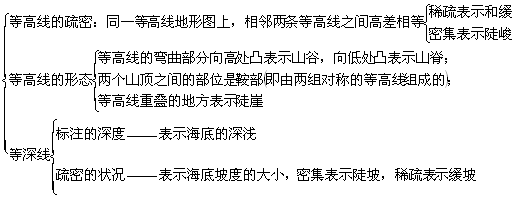 等高线的疏密：同一等高线地形图上，相邻两条等高线之间高差相等
稀疏表示和缓
密集表示陡峻
等高线的形态
等高线的弯曲部分向高处凸表示山谷，向低处凸表示山脊；
两个山顶之间的部位是鞍部即由两组对称的等高线组成的；
等高线重叠的地方表示陡崖
等深线
标注的深度——表示海底的深浅
疏密的状况——表示海底坡度的大小，密集表示陡坡，稀疏表示缓坡